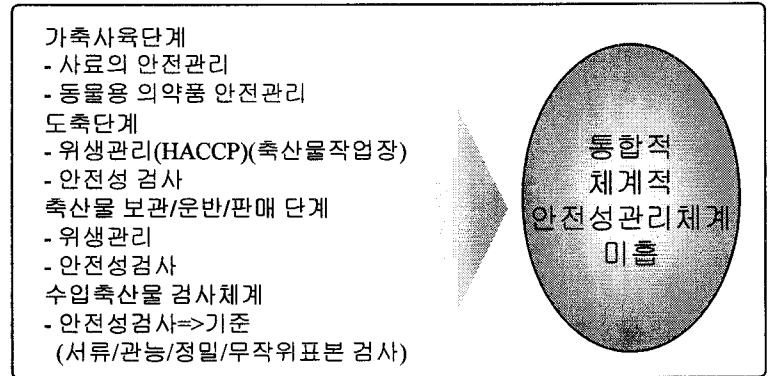 가축사육단계
- 사료의 안전관리
- 동물용 의약품 안전관리
도축단계
- 위생관리(HACCP)(축산물작업장)
- 안전성 검사
축산물 보관/운반/판매 단계
- 위생관리
- 안전성검사
수입축산물 검사체계
- 안전성검사=>기준
(서류/관능/정밀/무작위표본 검사)
통합적
체계적
안전성관리체계
미흡